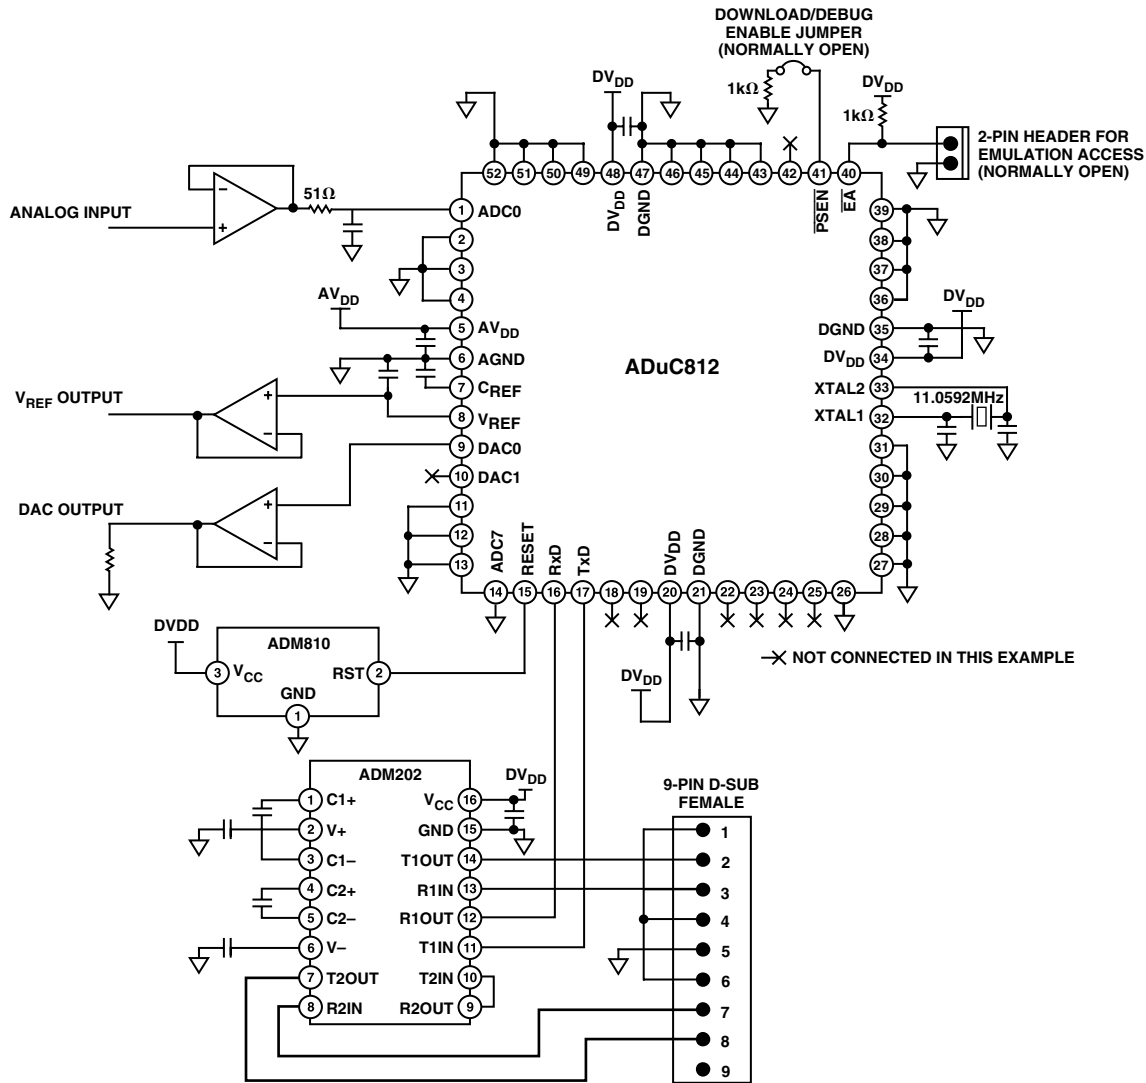 DOWNLOAD/DEBUG
ENABLE JUMPER
(NORMALLY OPEN)
1kΩ
DVDD
1kΩ
DVDD
2-PIN HEADER FOR
EMULATION ACCESS
(NORMALLY OPEN)
52 51 50 49 48 47 46 45 44 43 42 41 40
DVDD
DGND
PSEN
EA
ANALOG INPUT
−
+
51Ω
1 ADC0
2
3
4
AVDD
5 AVDD
6 AGND
7 CREF
8 VREF
9 DAC0
10 DAC1
11
12
13
VREF OUTPUT
+
−
DAC OUTPUT
+
−
ADuC812
39
38
37
36
DVDD
DGND 35
DVDD 34
XTAL2 33
XTAL1 32
11.0592MHz
31
30
29
28
27
ADC7
RESET
RxD
TxD
DVDD
DGND
14 15 16 17 18 19 20 21 22 23 24 25 26
NOT CONNECTED IN THIS EXAMPLE
DVDD
DVDD
ADM810
3 VCC
RST 2
GND
1
ADM202
1 C1+
2 V+
3 C1−
4 C2+
5 C2−
6 V−
7 T2OUT
8 R2IN
DVDD
VCC 16
GND 15
T1OUT 14
R1IN 13
R1OUT 12
T1IN 11
T2IN 10
R2OUT 9
9-PIN D-SUB
FEMALE
1
2
3
4
5
6
7
8
9